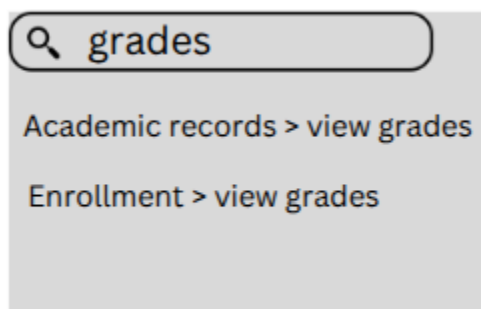 grades
Academic records > view grades
Enrollment > view grades